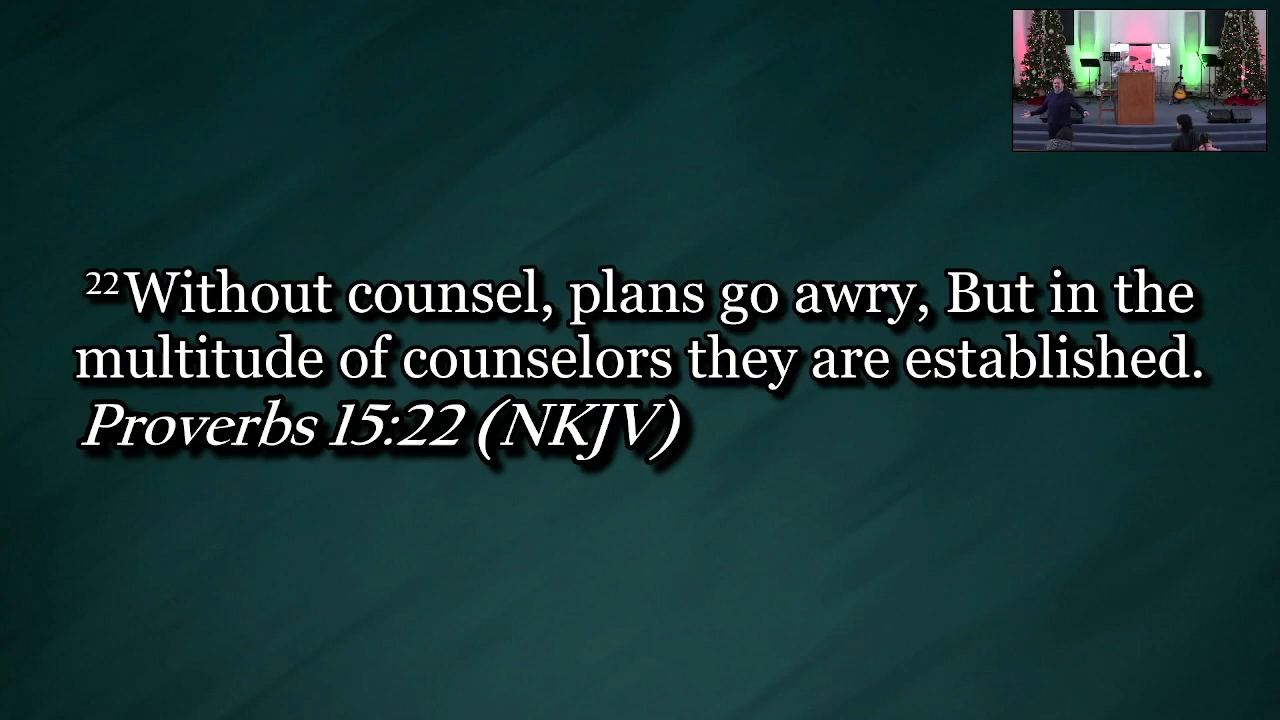 22Without counsel, plans go awry, But in the
multitude of counselors they are established.
Proverbs 15:22 (NKJV)